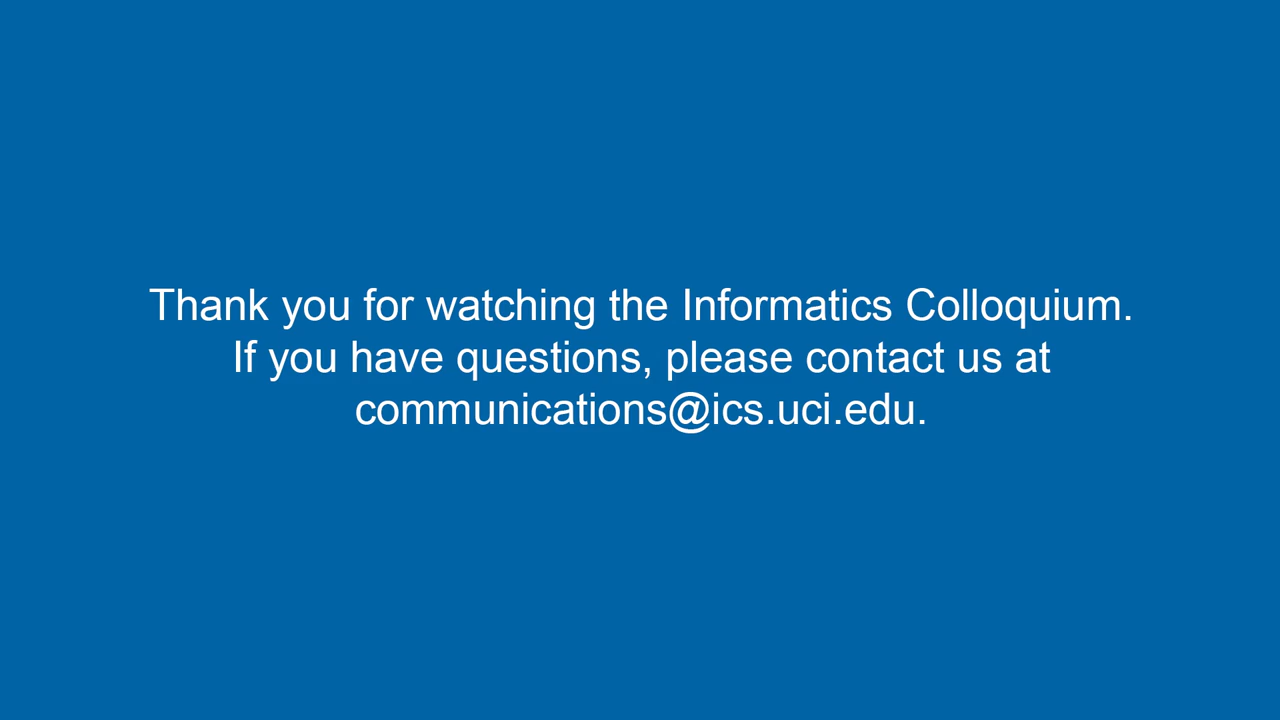 Thank you for watching the Informatics Colloquium.
If you have questions, please contact us at
communications@ics.uci.edu.